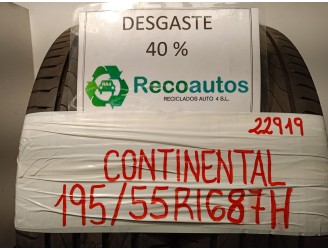 DESGASTE
40 %
Recoautos
RECICLADOS AUTO 4 S.L.
22919
CONTINENTAL
195/55R1687H